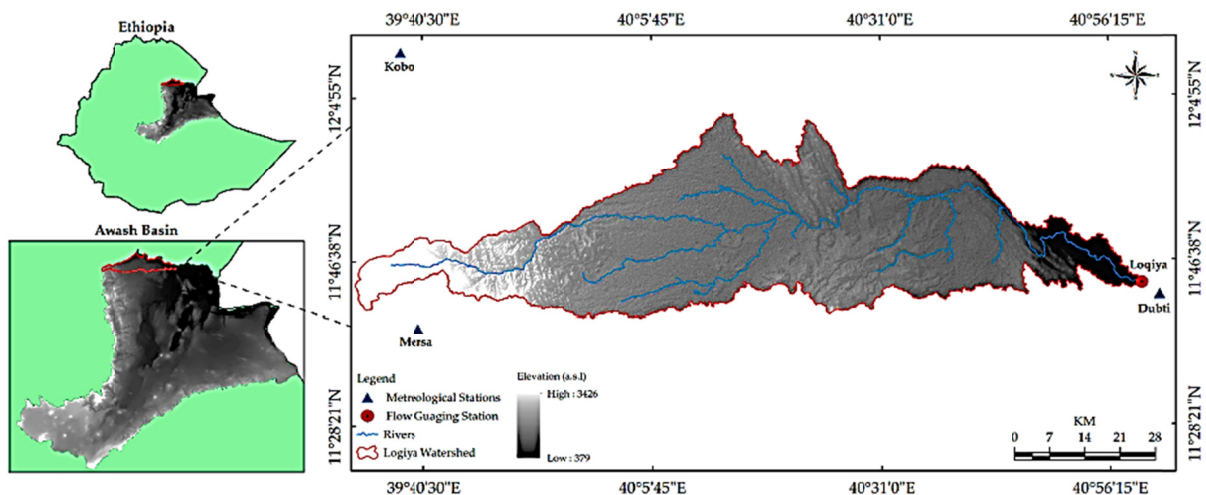 Ethiopia
Awash Basin
39°40'30"E 40°5'45"E 40°31'0"E 40°56'15"E
12°4'55"N
12°4'55"N
11°46'38"N
11°46'38"N
11°28'21"N
11°28'21"N
Kobo
Mersa
Logiya
Dubti
Legend
Metreological Stations
Flow Guaging Station
Rivers
Logiya Watershed
Elevation (a.s.l)
High : 3426
Low : 379
KM
0 7 14 21 28
39°40'30"E 40°5'45"E 40°31'0"E 40°56'15"E